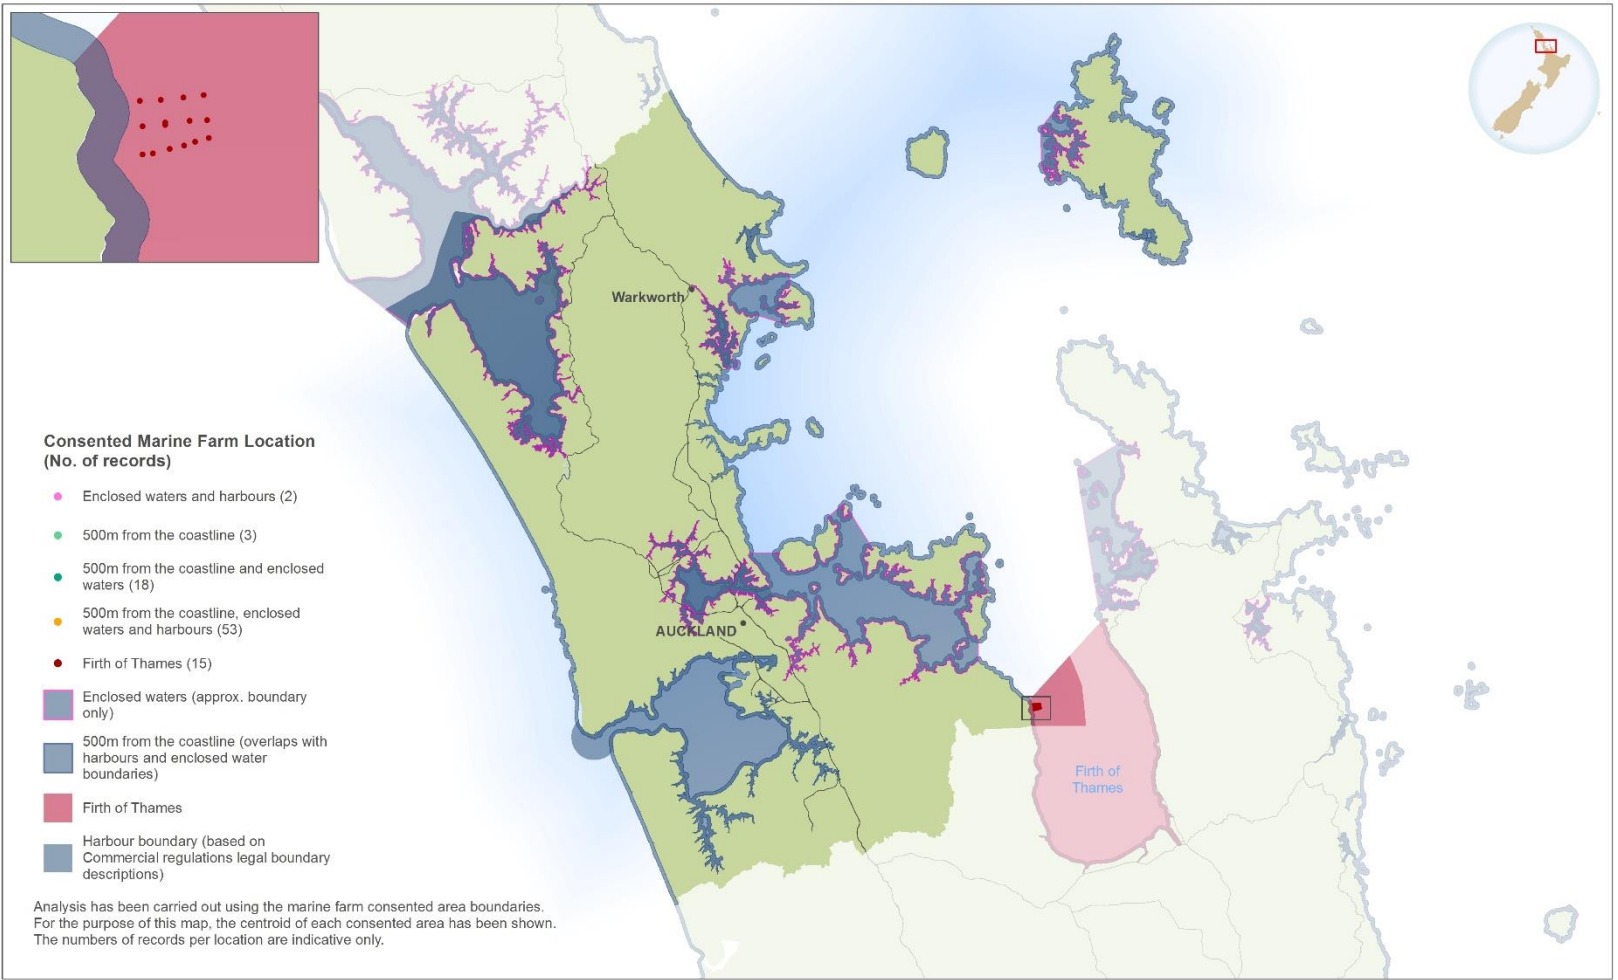 Warkworth
Consented Marine Farm Location
(No. of records)
Enclosed waters and harbours (2)
500m from the coastline (3)
500m from the coastline and enclosed
waters (18)
500m from the coastline, enclosed
waters and harbours (53)
AUCKLAND
Firth of Thames (15)
Enclosed waters (approx. boundary
only)
500m from the coastline (overlaps with
harbours and enclosed water
boundaries)
Firth of
Thames
Firth of Thames
Harbour boundary (based on
Commercial regulations legal boundary
descriptions)
Analysis has been carried out using the marine farm consented area boundaries.
For the purpose of this map, the centroid of each consented area has been shown.
The numbers of records per location are indicative only.